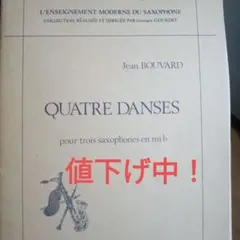 L'ENSEIGNEMENT MODERNE DU SAXOPHONE
COLLECTION RÉALISÉE ET DIRIGÉE PAR Georges GOURDET
Jean BOUVARD
QUATRE DANSES
pour trois saxophones en mi b
値下げ中!